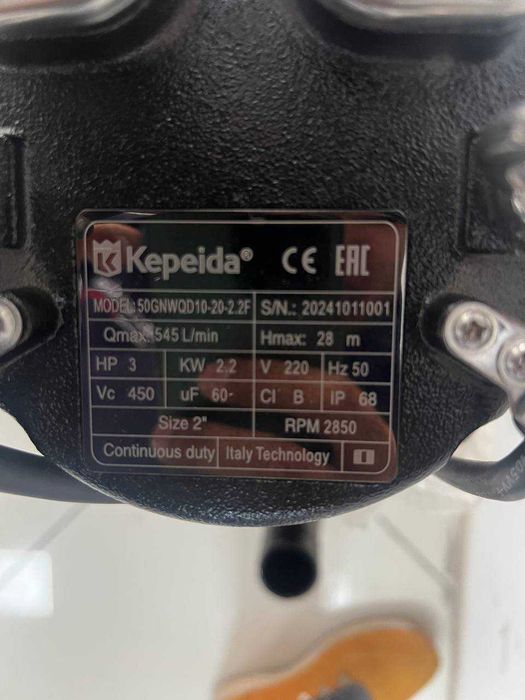 Kepeida® CE EAC
MODEL: 50GNWQD10-20-2.2F S/N.: 20241011001
Qmax: 545 L/min Hmax: 28 m
HP 3 KW 2.2 V 220 Hz 50
Vc 450 uF 60- Cl B IP 68
Size 2" RPM 2850
Continuous duty Italy Technology